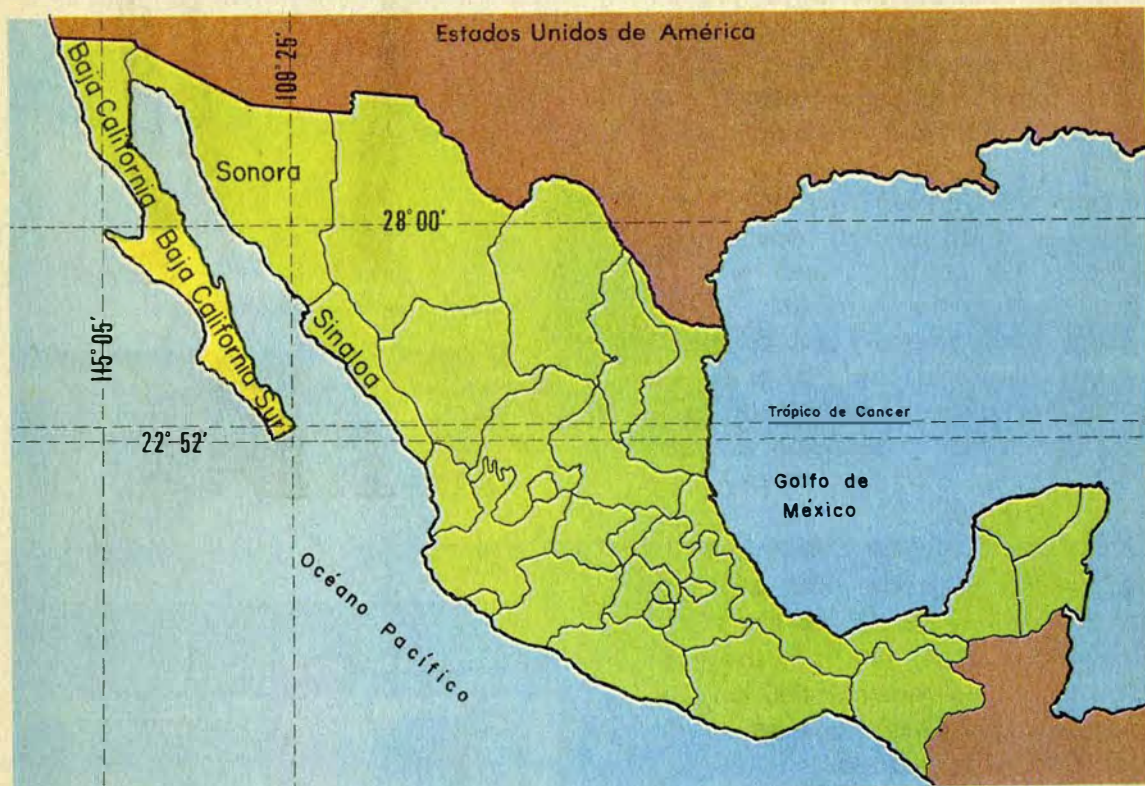 Estados Unidos de América
109° 25'
Baja California
Sonora
28° 00'
Baja California Sur
Sinaloa
115° 05'
Trópico de Cancer
22° 52'
Golfo de
México
Océano Pacífico